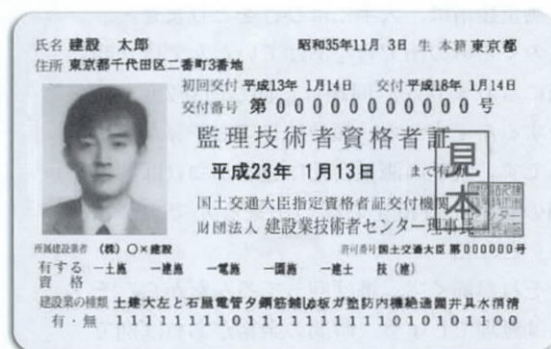 氏名 建設 太郎 昭和35年11月 3日 生 本籍 東京都
住所 東京都千代田区二番町3番地
初回交付 平成13年 1月14日 交付 平成18年 1月14日
交付番号 第 00000000000 号
監理技術者資格者証
平成23年 1月13日 まで有効
見本
国土交通大臣指定資格者証交付機関
財団法人 建設業技術者センター理事長
所属建設業者 (株) ○×建設 許可番号 国土交通大臣 第000000号
有する資格 一土施 一建施 一電施 一園施 一建士 技(建)
建設業の種類 土建大左と石屋電管タ鋼筋舗しゅ板ガ塗防内機絶通園井具水消清
有・無 1111111101111111111010101100